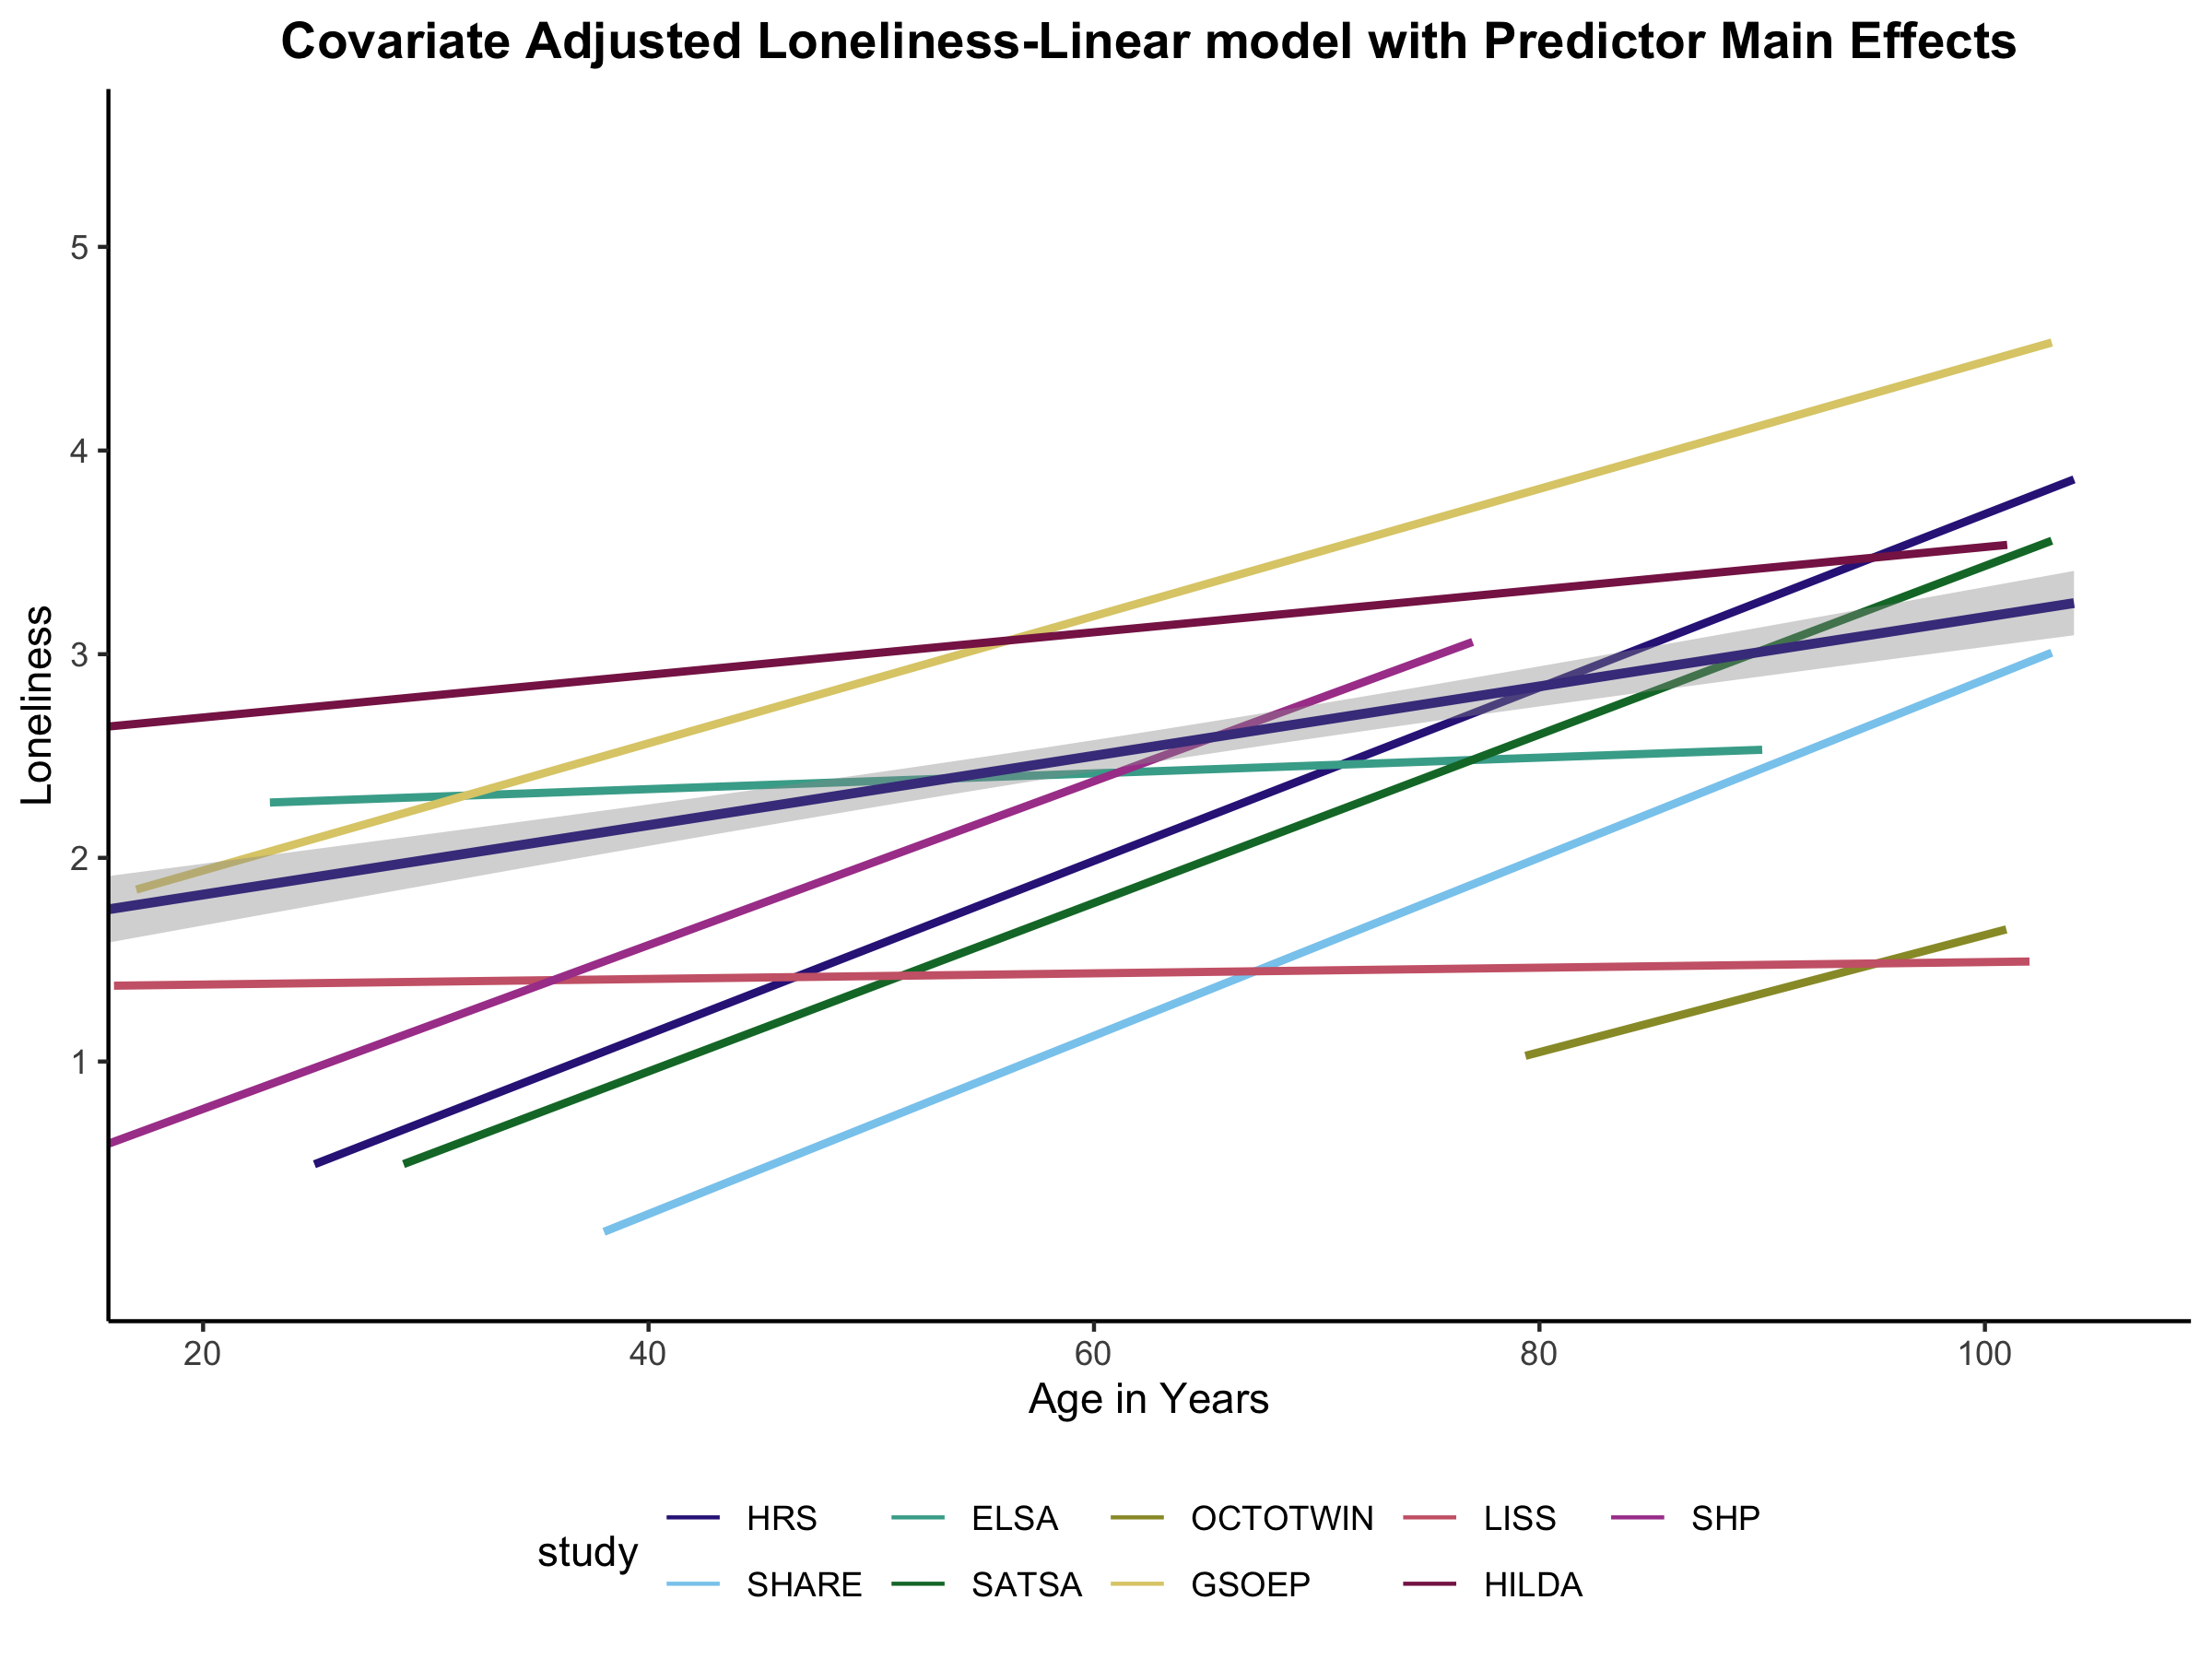 Covariate Adjusted Loneliness-Linear model with Predictor Main Effects
Loneliness
5
4
3
2
1
20 40 60 80 100
Age in Years
study
HRS ELSA OCTOTWIN LISS SHP
SHARE SATSA GSOEP HILDA